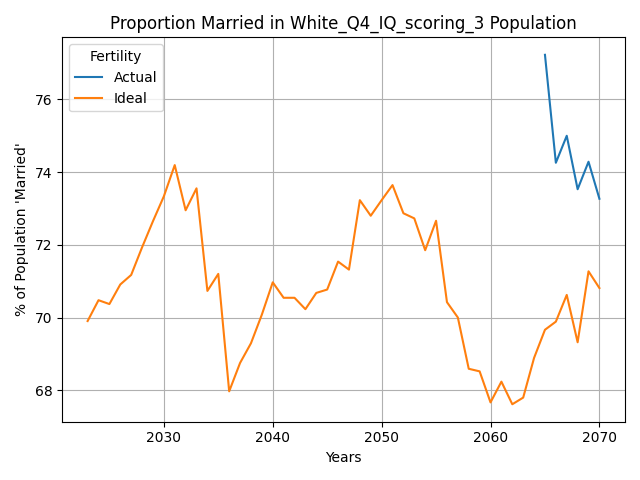 Proportion Married in White_Q4_IQ_scoring_3 Population
Fertility
Actual
Ideal
% of Population 'Married'
76
74
72
70
68
2030
2040
2050
2060
2070
Years